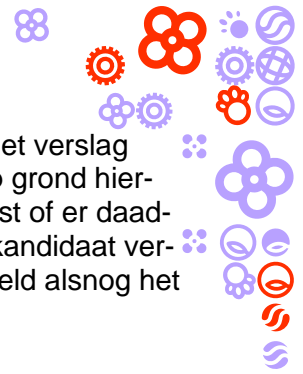 et verslag
grond hier-
st of er daad-
kandidaat ver-
eld alsnog het